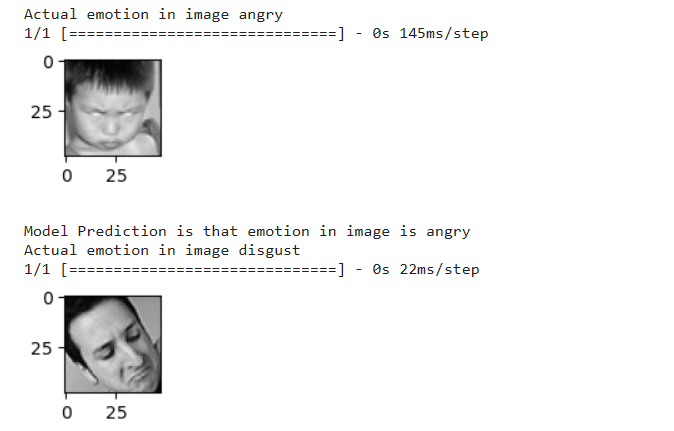 Actual emotion in image angry
1/1 [==============================] - 0s 145ms/step
0
25
0 25
Model Prediction is that emotion in image is angry
Actual emotion in image disgust
1/1 [==============================] - 0s 22ms/step
0
25
0 25